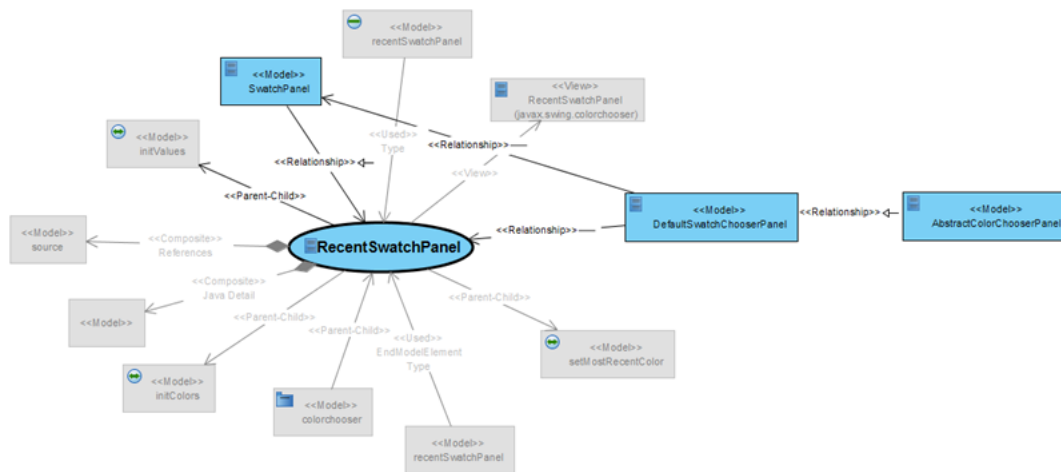 <<Model>>
recentSwatchPanel
<<Model>>
SwatchPanel
<<View>>
RecentSwatchPanel
(javax.swing.colorchooser)
<<Model>>
initValues
<<Used>>
Type
<<Relationship>>
<<Relationship>>
<<View>>
<<Parent-Child>>
<<Model>>
DefaultSwatchChooserPanel
<<Relationship>>
<<Model>>
AbstractColorChooserPanel
<<Model>>
source
<<Composite>>
References
RecentSwatchPanel
<<Relationship>>
<<Composite>>
Java Detail
<<Model>>
<<Parent-Child>>
<<Parent-Child>>
<<Used>>
EndModelElement
Type
<<Parent-Child>>
<<Model>>
setMostRecentColor
<<Model>>
initColors
<<Model>>
colorchooser
<<Model>>
recentSwatchPanel